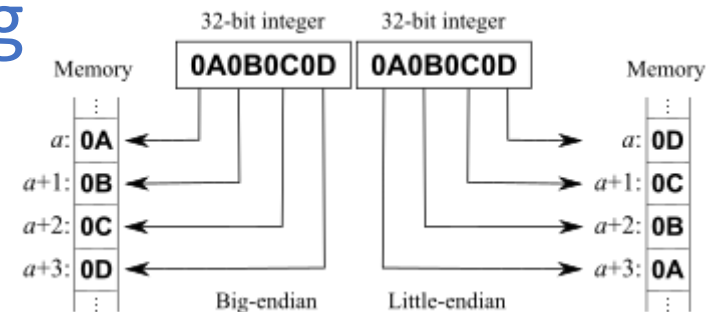 g
32-bit integer 32-bit integer
Memory 0A0B0C0D 0A0B0C0D Memory
⋮ ⋮
a: 0A a: 0D
a+1: 0B a+1: 0C
a+2: 0C a+2: 0B
a+3: 0D a+3: 0A
⋮ Big-endian Little-endian ⋮